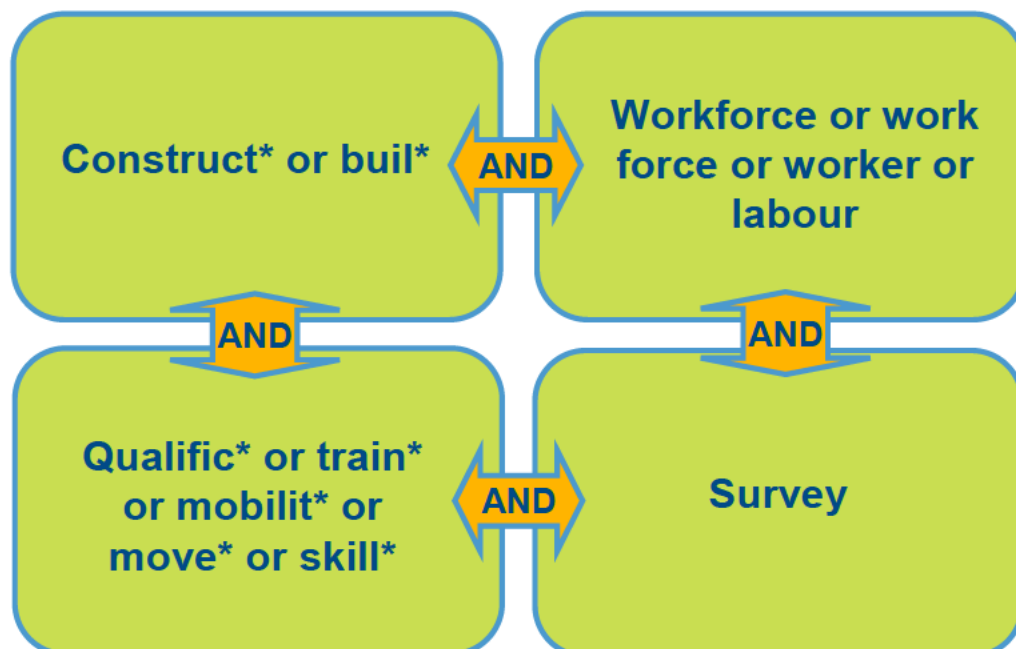 Construct* or buil*
AND
Workforce or work
force or worker or
labour
AND
AND
Qualific* or train*
or mobilit* or
move* or skill*
AND
Survey